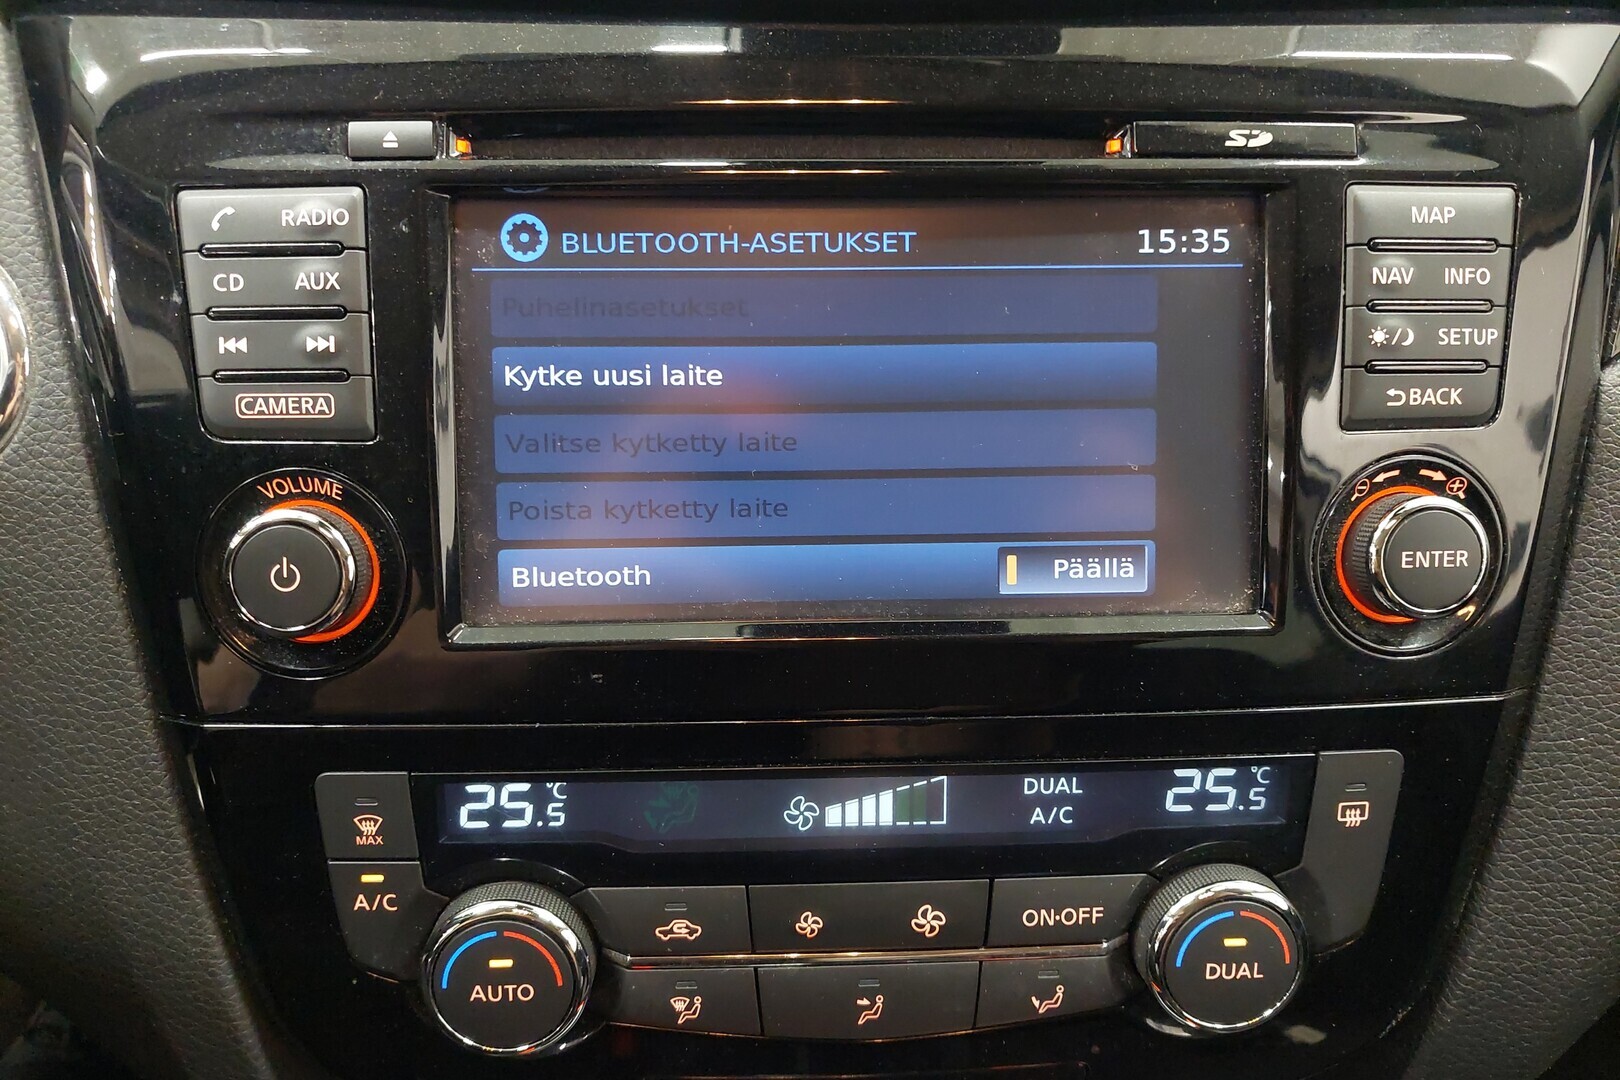 SD
RADIO
CD AUX
CAMERA
VOLUME
BLUETOOTH-ASETUKSET 15:35
Puhelinasetukset
Kytke uusi laite
Valitse kytketty laite
Poista kytketty laite
Bluetooth Päällä
MAP
NAV INFO
SETUP
BACK
ENTER
MAX
25.5 °C
DUAL
A/C
25.5 °C
A/C
AUTO
ON·OFF
DUAL